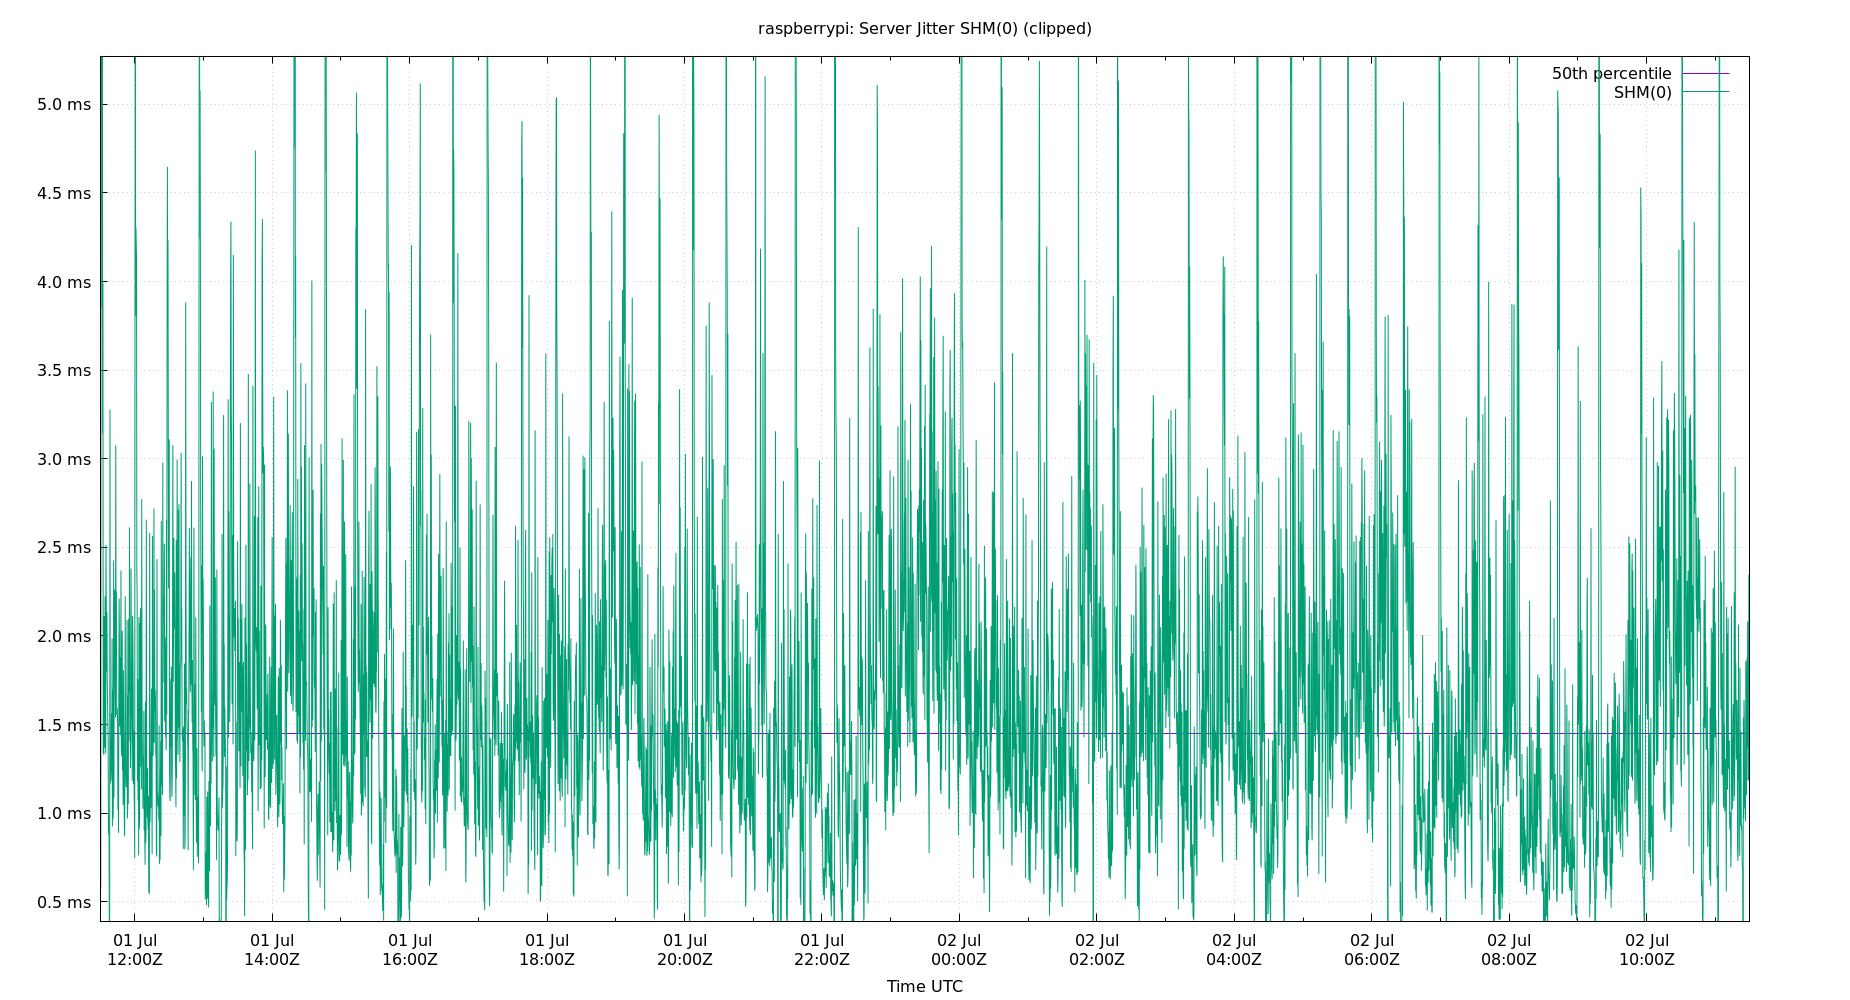 raspberrypi: Server Jitter SHM(0) (clipped)
50th percentile
SHM(0)
5.0 ms
4.5 ms
4.0 ms
3.5 ms
3.0 ms
2.5 ms
2.0 ms
1.5 ms
1.0 ms
0.5 ms
01 Jul 01 Jul 01 Jul 01 Jul 01 Jul 01 Jul 02 Jul 02 Jul 02 Jul 02 Jul 02 Jul 02 Jul
12:00Z 14:00Z 16:00Z 18:00Z 20:00Z 22:00Z 00:00Z 02:00Z 04:00Z 06:00Z 08:00Z 10:00Z
Time UTC